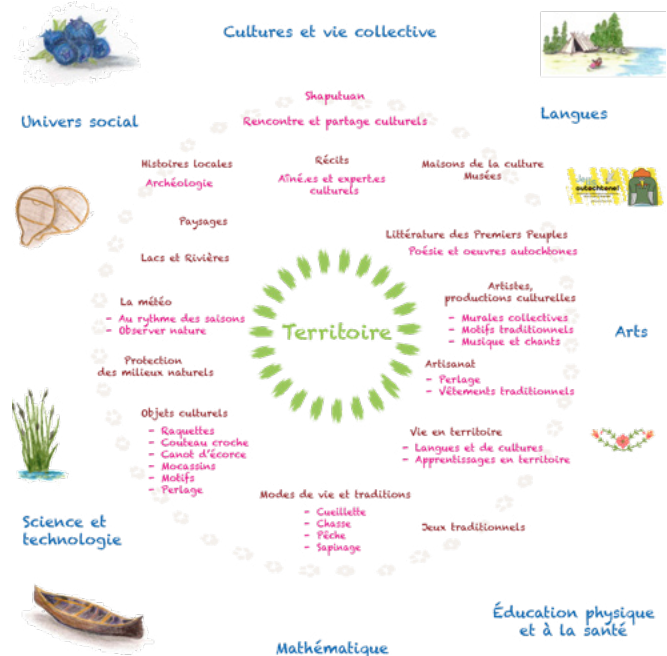 Cultures et vie collective
Univers social
Langues
Shaputuan
Rencontre et partage culturels
Histoires locales
Archéologie
Récits
Aîné.es et expert.es
culturels
Maisons de la culture
Musées
autochtone!
Paysages
Lacs et Rivières
Littérature des Premiers Peuples
Poésie et oeuvres autochtones
La météo
- Au rythme des saisons
- Observer nature
Territoire
Artistes,
productions culturelles
- Murales collectives
- Motifs traditionnels
- Musique et chants
Arts
Protection
des milieux naturels
Artisanat
- Perlage
- Vêtements traditionnels
Objets culturels
- Raquettes
- Couteau croche
- Canot d'écorce
- Mocassins
- Motifs
- Perlage
Vie en territoire
- Langues et de cultures
- Apprentissages en territoire
Modes de vie et traditions
- Cueillette
- Chasse
- Pêche
- Sapinage
Jeux traditionnels
Science et
technologie
Éducation physique
et à la santé
Mathématique